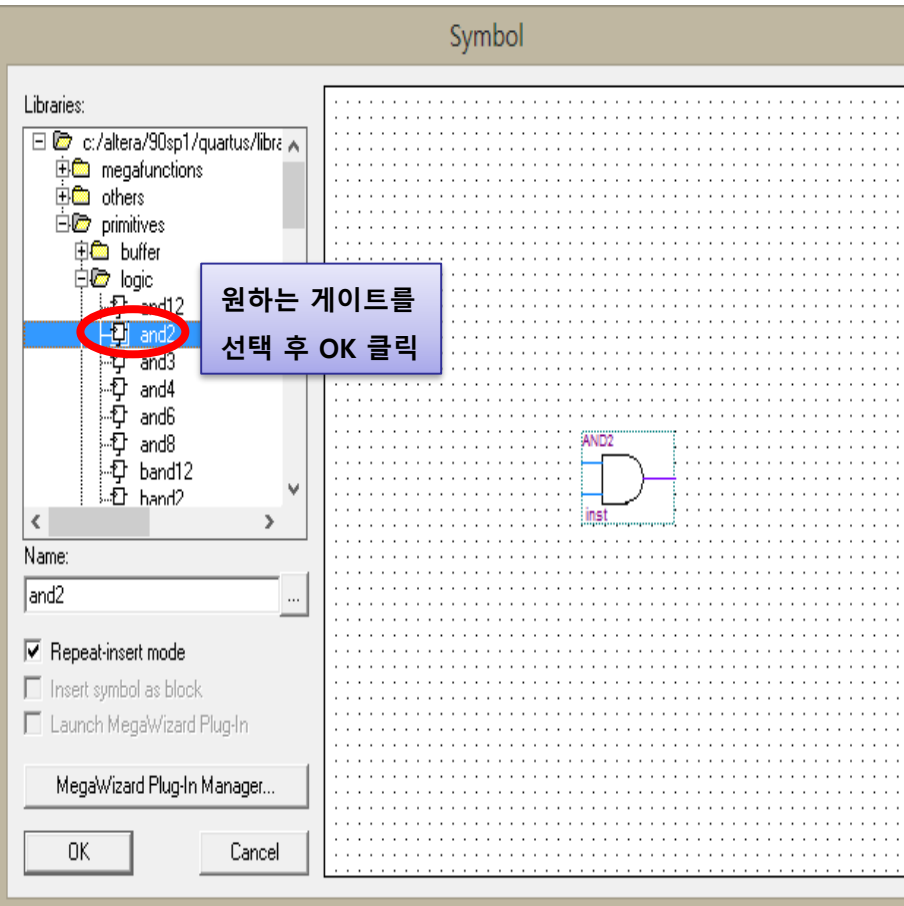 Symbol
Libraries:
c:/altera/90sp1/quartus/libra
megafunctions
others
primitives
buffer
logic
and12
and2
and3
and4
and6
and8
band12
band2
원하는 게이트를
선택 후 OK 클릭
AND2
inst
Name:
and2
...
Repeat-insert mode
Insert symbol as block
Launch MegaWizard Plug-In
MegaWizard Plug-In Manager...
OK
Cancel